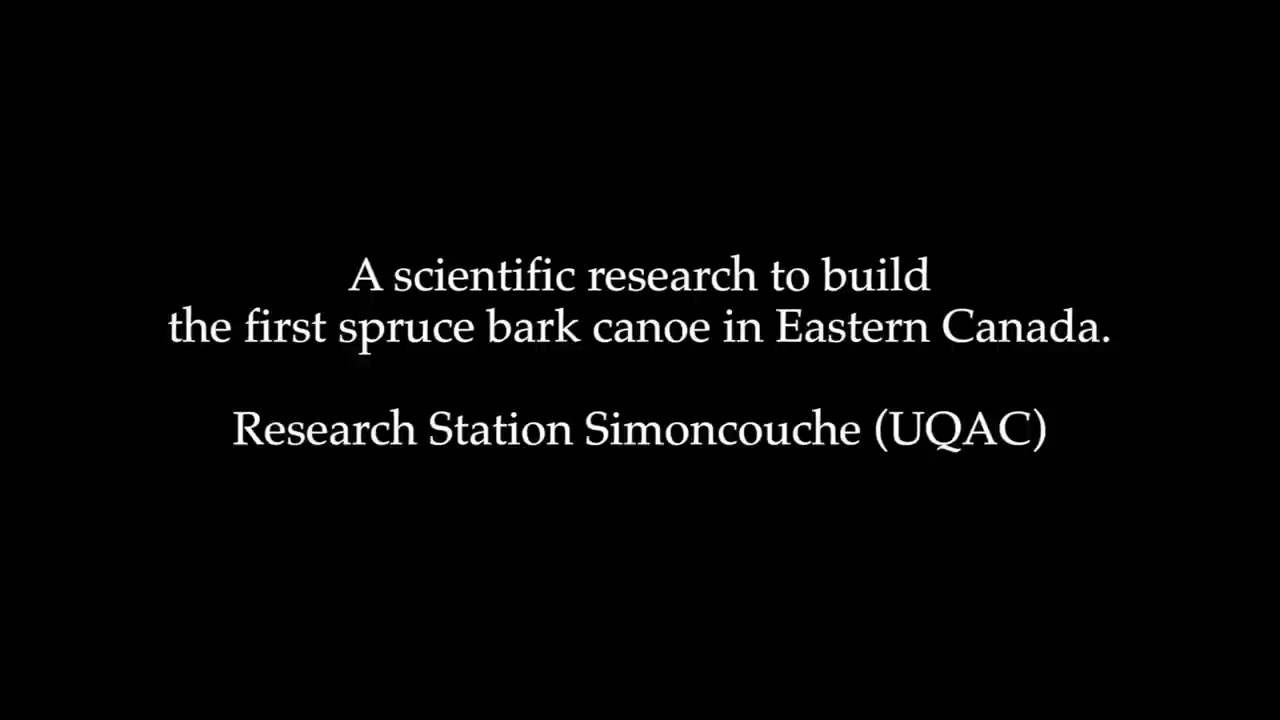 A scientific research to build
the first spruce bark canoe in Eastern Canada.
Research Station Simoncouche (UQAC)